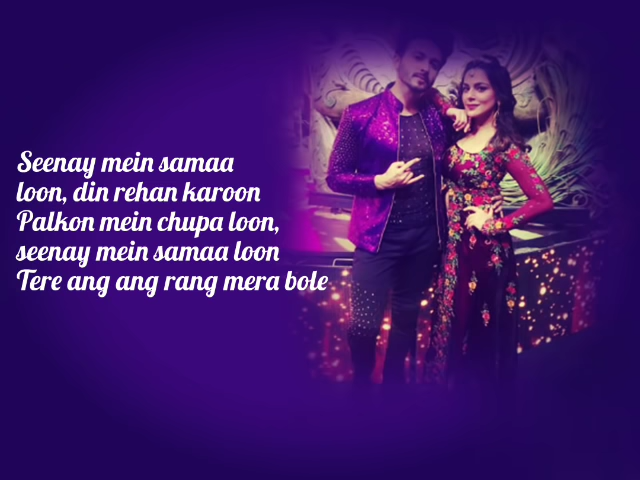 Seenay mein samaa
loon, din rehan karoon
Palkon mein chupa loon,
seenay mein samaa loon
Tere ang ang rang mera bole